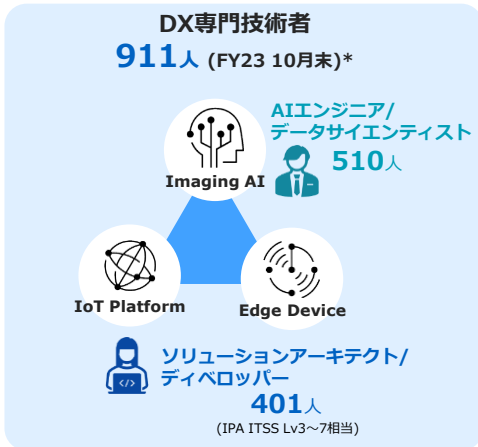 DX専門技術者
911人 (FY23 10月末)*
AIエンジニア/
データサイエンティスト
510人
Imaging AI
IoT Platform
Edge Device
ソリューションアーキテクト/
ディベロッパー
401人
(IPA ITSS Lv3～7相当)